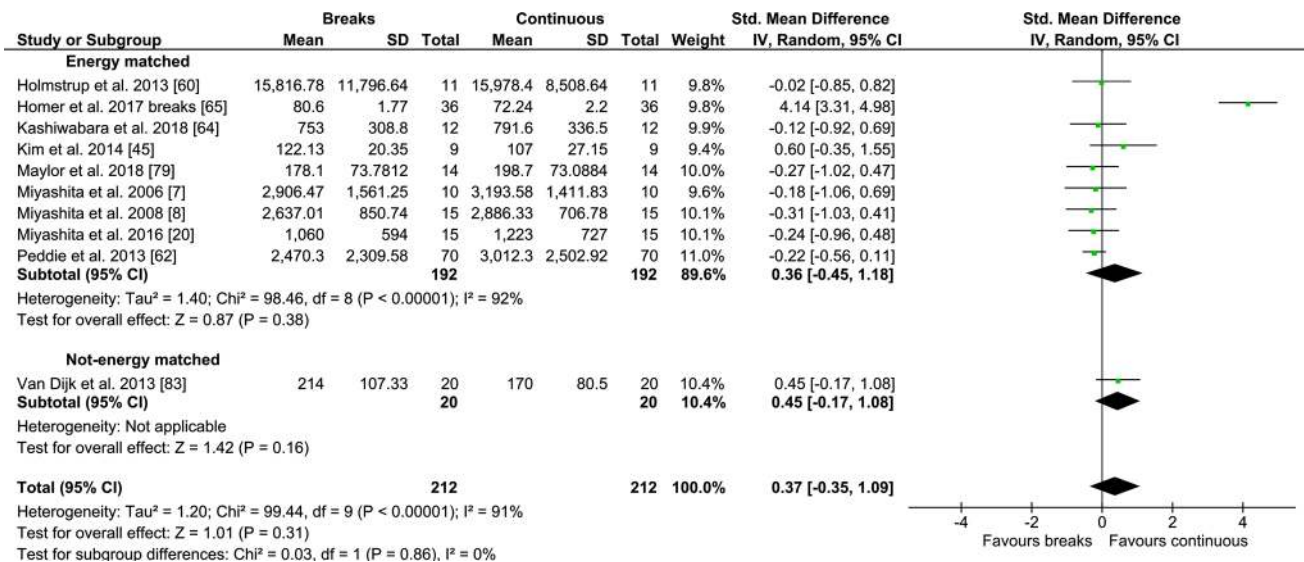 Breaks Continuous Std. Mean Difference Std. Mean Difference
Study or Subgroup Mean SD Total Mean SD Total Weight IV, Random, 95% CI IV, Random, 95% CI
Energy matched
Holmstrup et al. 2013 [60] 15,816.78 11,796.64 11 15,978.4 8,508.64 11 9.8% -0.02 [-0.85, 0.82]
Homer et al. 2017 breaks [65] 80.6 1.77 36 72.24 2.2 36 9.8% 4.14 [3.31, 4.98]
Kashiwabara et al. 2018 [64] 753 308.8 12 791.6 336.5 12 9.9% -0.12 [-0.92, 0.69]
Kim et al. 2014 [45] 122.13 20.35 9 107 27.15 9 9.4% 0.60 [-0.35, 1.55]
Maylor et al. 2018 [79] 178.1 73.7812 14 198.7 73.0884 14 10.0% -0.27 [-1.02, 0.47]
Miyashita et al. 2006 [7] 2,906.47 1,561.25 10 3,193.58 1,411.83 10 9.6% -0.18 [-1.06, 0.69]
Miyashita et al. 2008 [8] 2,637.01 850.74 15 2,886.33 706.78 15 10.1% -0.31 [-1.03, 0.41]
Miyashita et al. 2016 [20] 1,060 594 15 1,223 727 15 10.1% -0.24 [-0.96, 0.48]
Peddie et al. 2013 [62] 2,470.3 2,309.58 70 3,012.3 2,502.92 70 11.0% -0.22 [-0.56, 0.11]
Subtotal (95% CI) 192 192 89.6% 0.36 [-0.45, 1.18]
Heterogeneity: Tau² = 1.40; Chi² = 98.46, df = 8 (P < 0.00001); I² = 92%
Test for overall effect: Z = 0.87 (P = 0.38)
Not-energy matched
Van Dijk et al. 2013 [83] 214 107.33 20 170 80.5 20 10.4% 0.45 [-0.17, 1.08]
Subtotal (95% CI) 20 20 10.4% 0.45 [-0.17, 1.08]
Heterogeneity: Not applicable
Test for overall effect: Z = 1.42 (P = 0.16)
Total (95% CI) 212 212 100.0% 0.37 [-0.35, 1.09]
Heterogeneity: Tau² = 1.20; Chi² = 99.44, df = 9 (P < 0.00001); I² = 91%
Test for overall effect: Z = 1.01 (P = 0.31)
Test for subgroup differences: Chi² = 0.03, df = 1 (P = 0.86), I² = 0%
-4 -2 0 2 4
Favours breaks Favours continuous